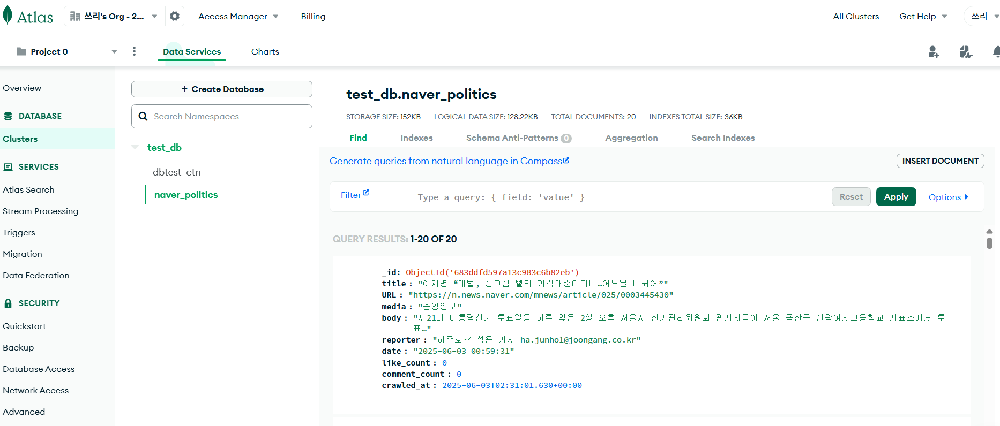 Atlas
쓰리's Org - 2...
Access Manager
Billing
All Clusters
Get Help
쓰리
Project 0
Data Services
Charts
Overview
DATABASE
Clusters
SERVICES
Atlas Search
Stream Processing
Triggers
Migration
Data Federation
SECURITY
Quickstart
Backup
Database Access
Network Access
Advanced
+ Create Database
Search Namespaces
test_db
dbtest_ctn
naver_politics
test_db.naver_politics
STORAGE SIZE: 152KB LOGICAL DATA SIZE: 128.22KB TOTAL DOCUMENTS: 20 INDEXES TOTAL SIZE: 36KB
Find Indexes Schema Anti-Patterns 0 Aggregation Search Indexes
Generate queries from natural language in Compass
INSERT DOCUMENT
Filter
Type a query: { field: 'value' }
Reset
Apply
Options
QUERY RESULTS: 1-20 OF 20
_id: ObjectId('683ddfd597a13c983c6b82eb')
title : "이재명 “대법, 상고심 빨리 기각해준다더니…어느날 바뀌어”"
URL : "https://n.news.naver.com/mnews/article/025/0003445430"
media : "중앙일보"
body : "제21대 대통령선거 투표일을 하루 앞둔 2일 오후 서울시 선거관리위원회 관계자들이 서울 용산구 신광여자고등학교 개표소에서 투
표…"
reporter : "하준호·심석용 기자 ha.junho1@joongang.co.kr"
date : "2025-06-03 00:59:31"
like_count : 0
comment_count : 0
crawled_at : 2025-06-03T02:31:01.630+00:00